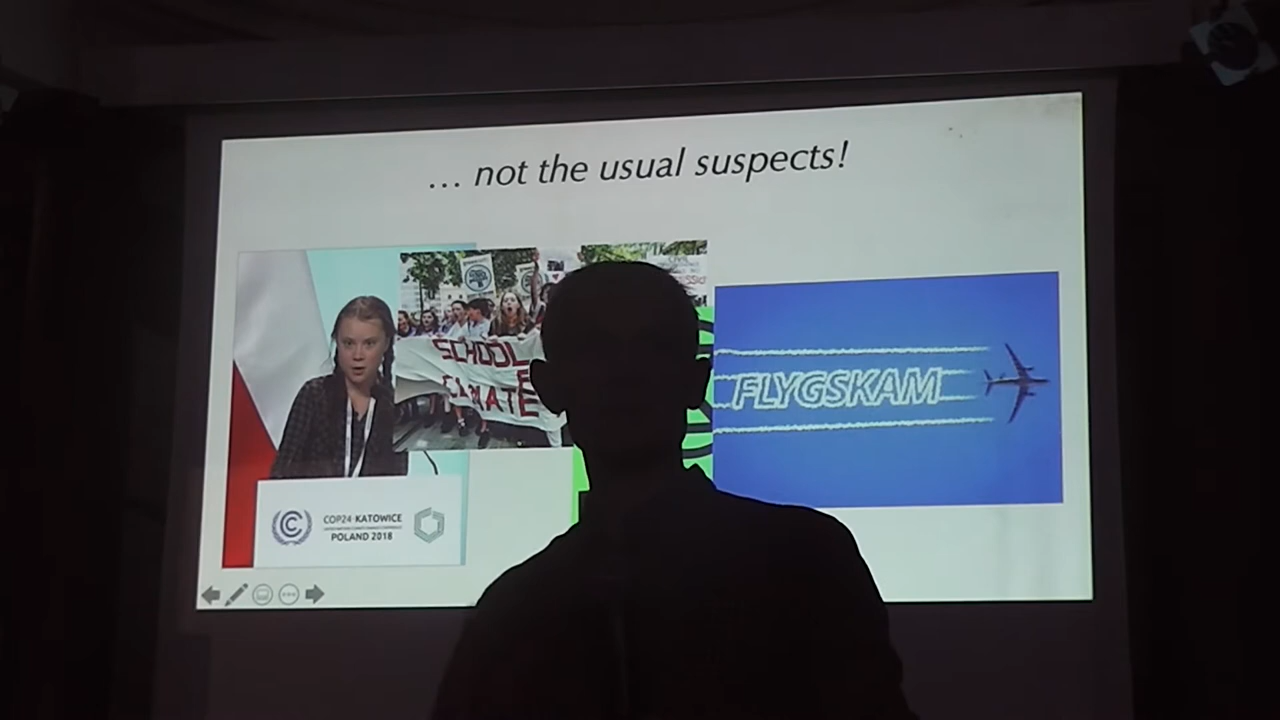 ... not the usual suspects!
SCHOOL
CLIMATE
FLYGSKAM
COP24·KATOWICE
POLAND 2018